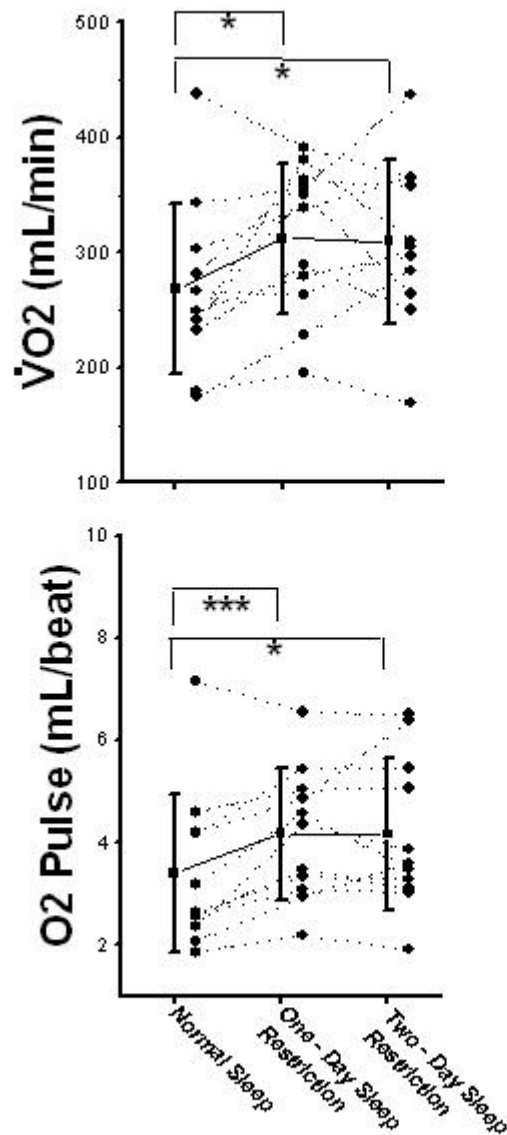 500
*
*
400
V̇O2 (mL/min)
300
200
100
10
8
***
*
O2 Pulse (mL/beat)
6
4
2
Normal Sleep
One - Day Sleep
Restriction
Two - Day Sleep
Restriction